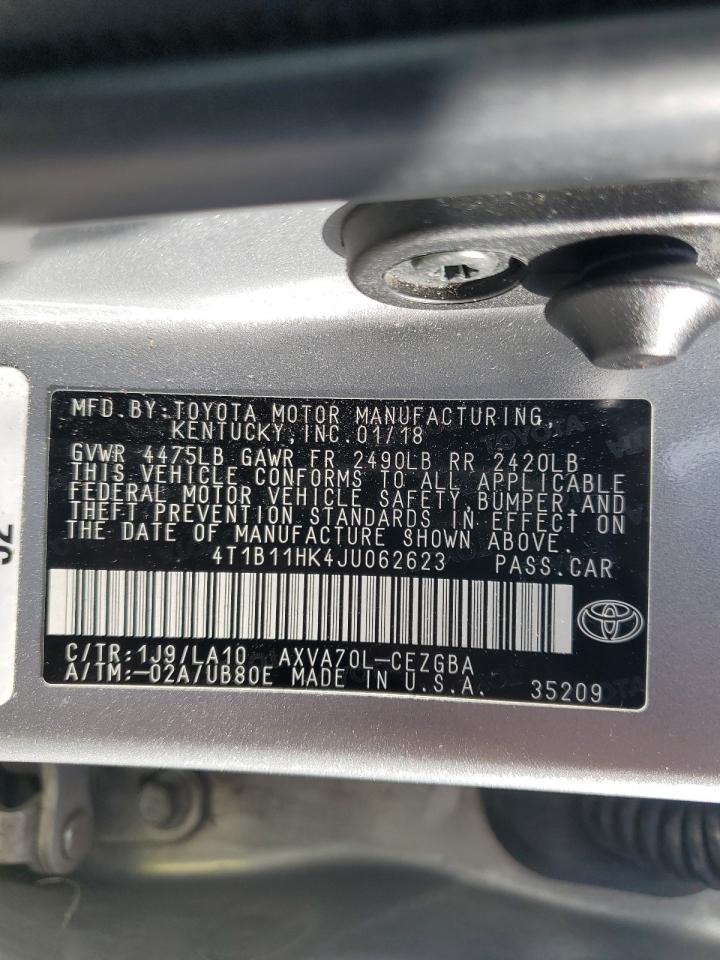 MFD. BY: TOYOTA MOTOR MANUFACTURING,
KENTUCKY, INC. 01/18
GVWR 4475LB GAWR FR 2490LB RR 2420LB
THIS VEHICLE CONFORMS TO ALL APPLICABLE
FEDERAL MOTOR VEHICLE SAFETY, BUMPER, AND
THEFT PREVENTION STANDARDS IN EFFECT ON
THE DATE OF MANUFACTURE SHOWN ABOVE.
4T1B11HK4JU062623 PASS. CAR
C/TR: 1J9/LA10 AXVA70L-CEZGBA
A/TM: -02A/UB80E MADE IN U.S.A. 35209